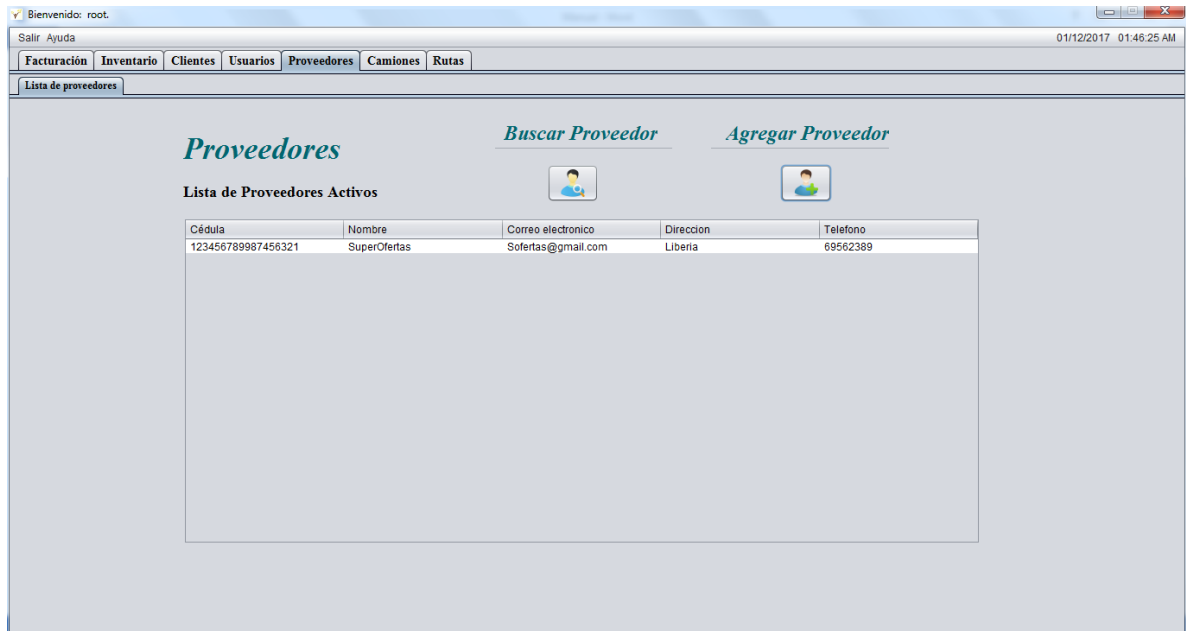 Bienvenido: root.
Salir Ayuda 01/12/2017 01:46:25 AM
Facturación Inventario Clientes Usuarios Proveedores Camiones Rutas
Lista de proveedores
Buscar Proveedor Agregar Proveedor
Proveedores
Lista de Proveedores Activos
Cédula Nombre Correo electronico Direccion Telefono
123456789987456321 SuperOfertas Sofertas@gmail.com Liberia 69562389